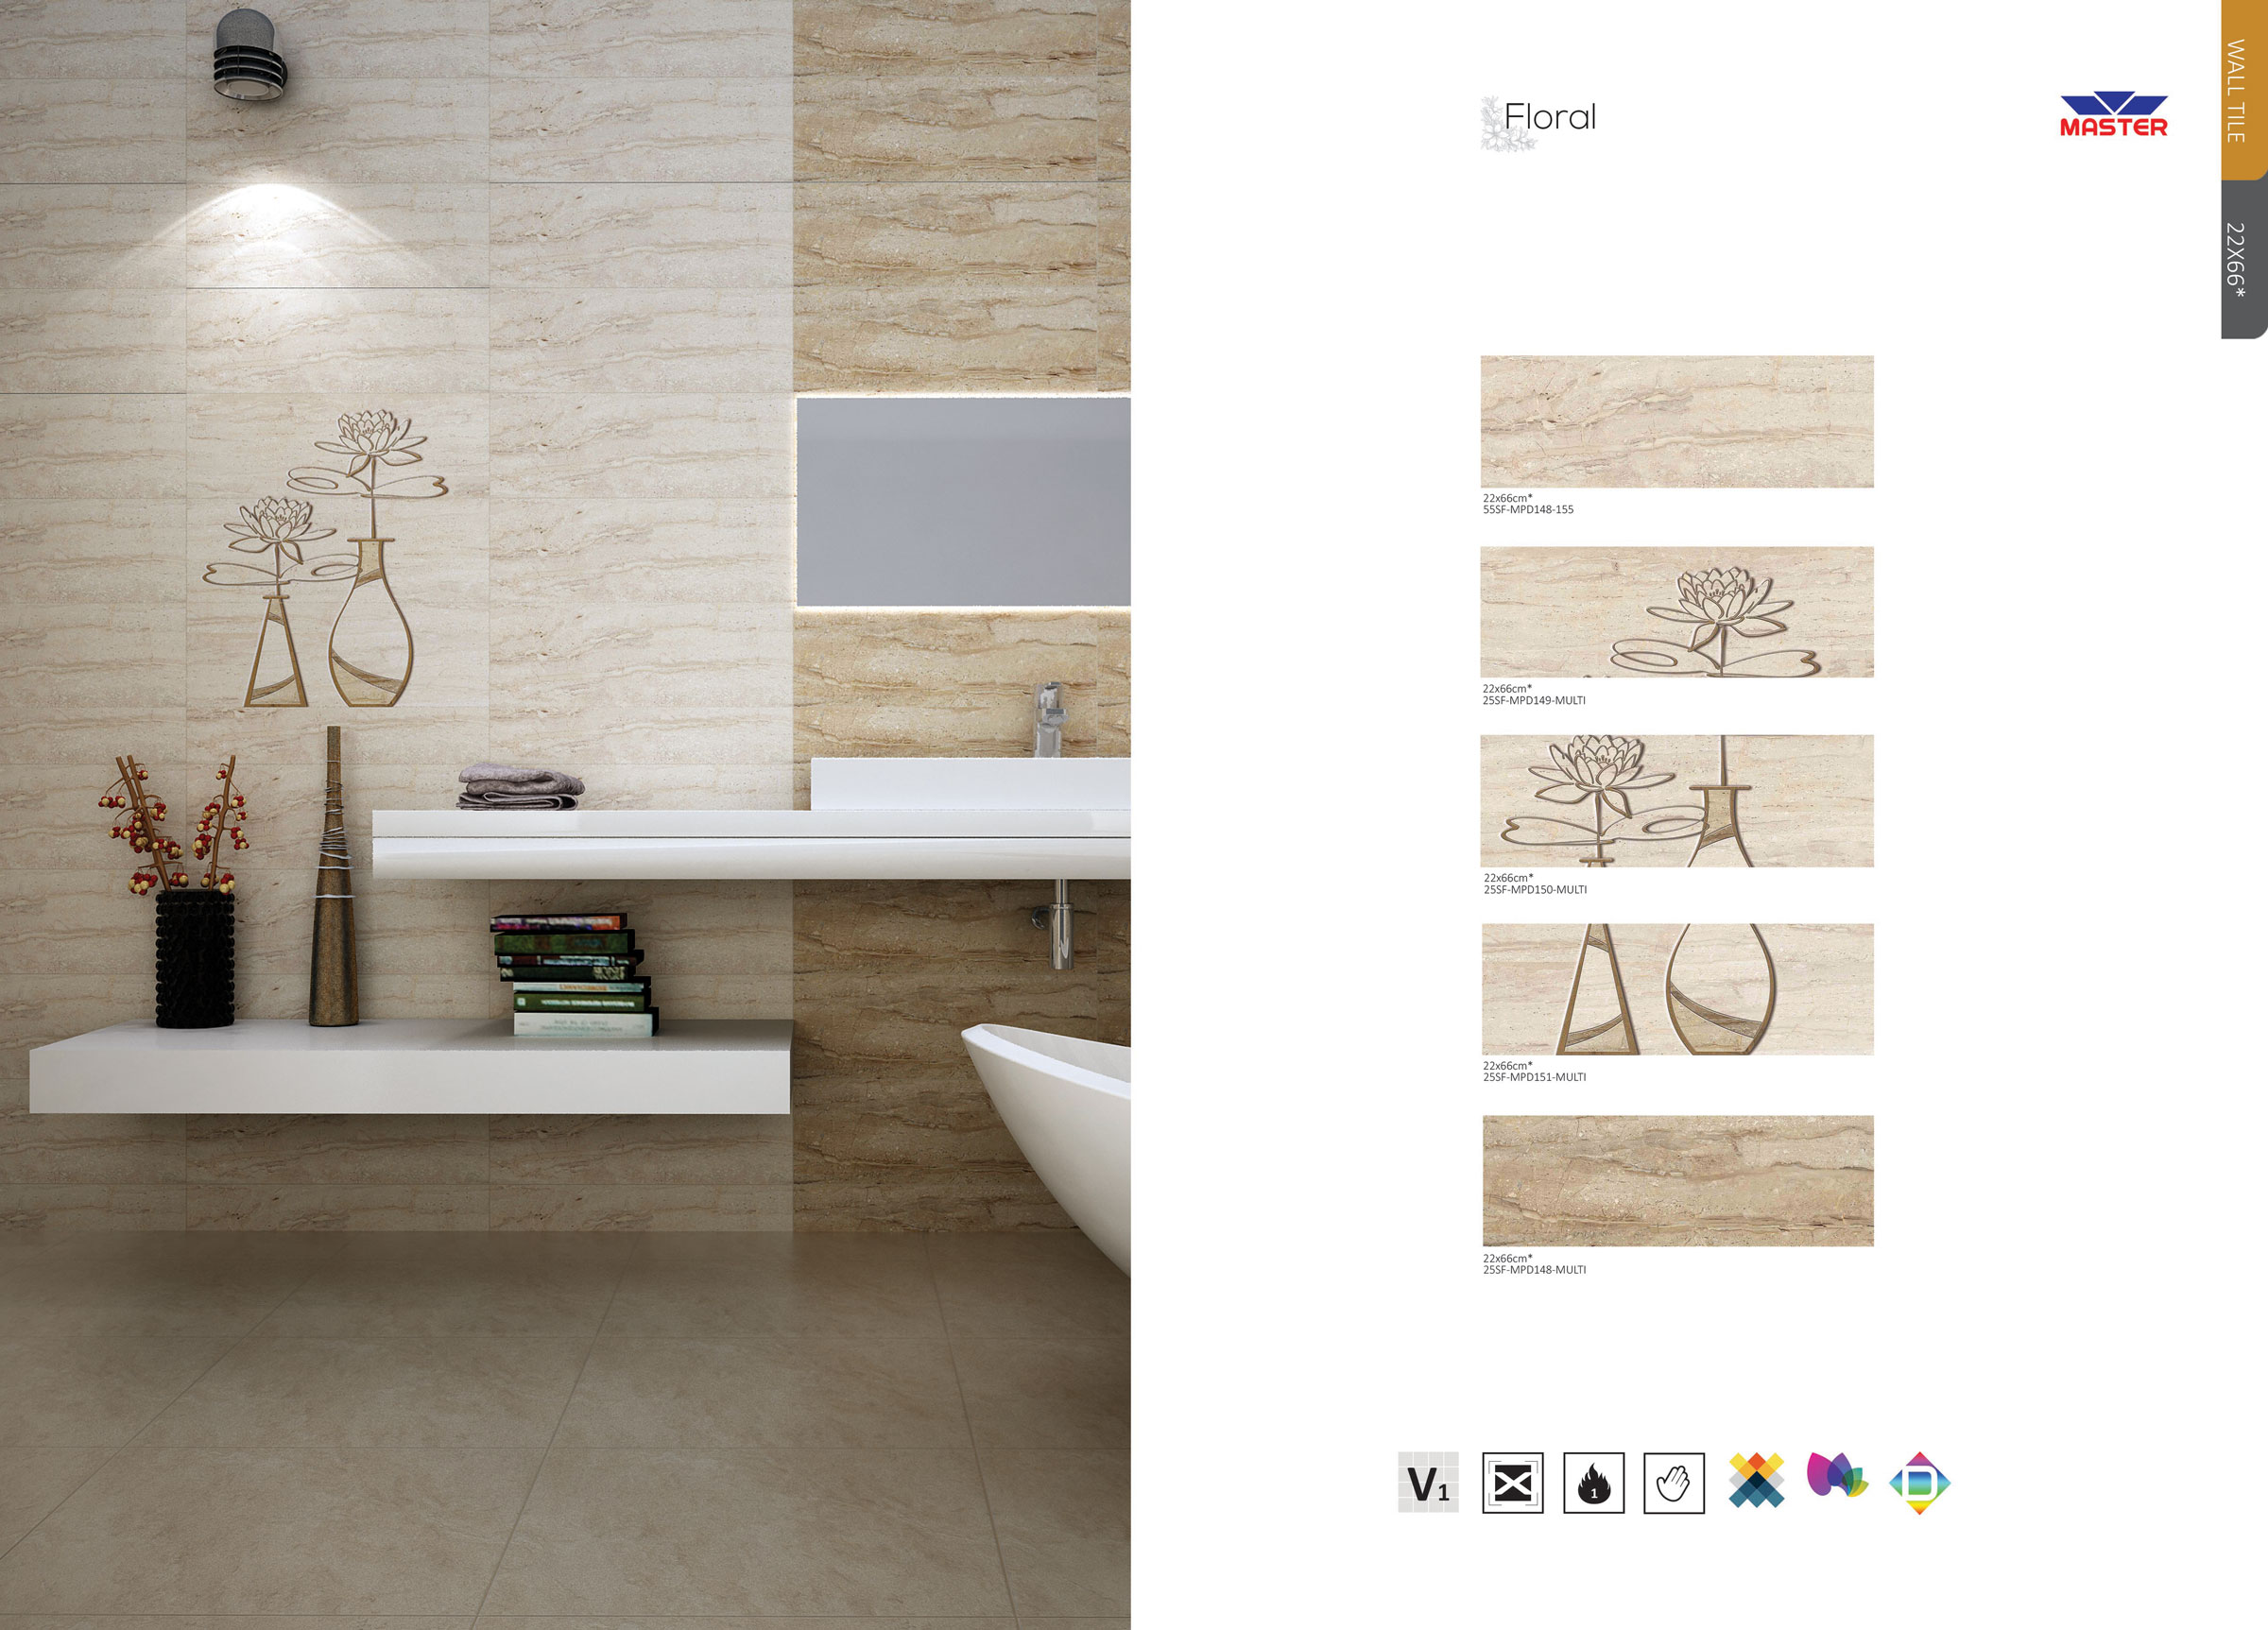 Floral
MASTER
WALL TILE
22X66*
22x66cm*
55SF-MPD148-155
22x66cm*
25SF-MPD149-MULTI
22x66cm*
25SF-MPD150-MULTI
22x66cm*
25SF-MPD151-MULTI
22x66cm*
25SF-MPD148-MULTI
V1
1
D